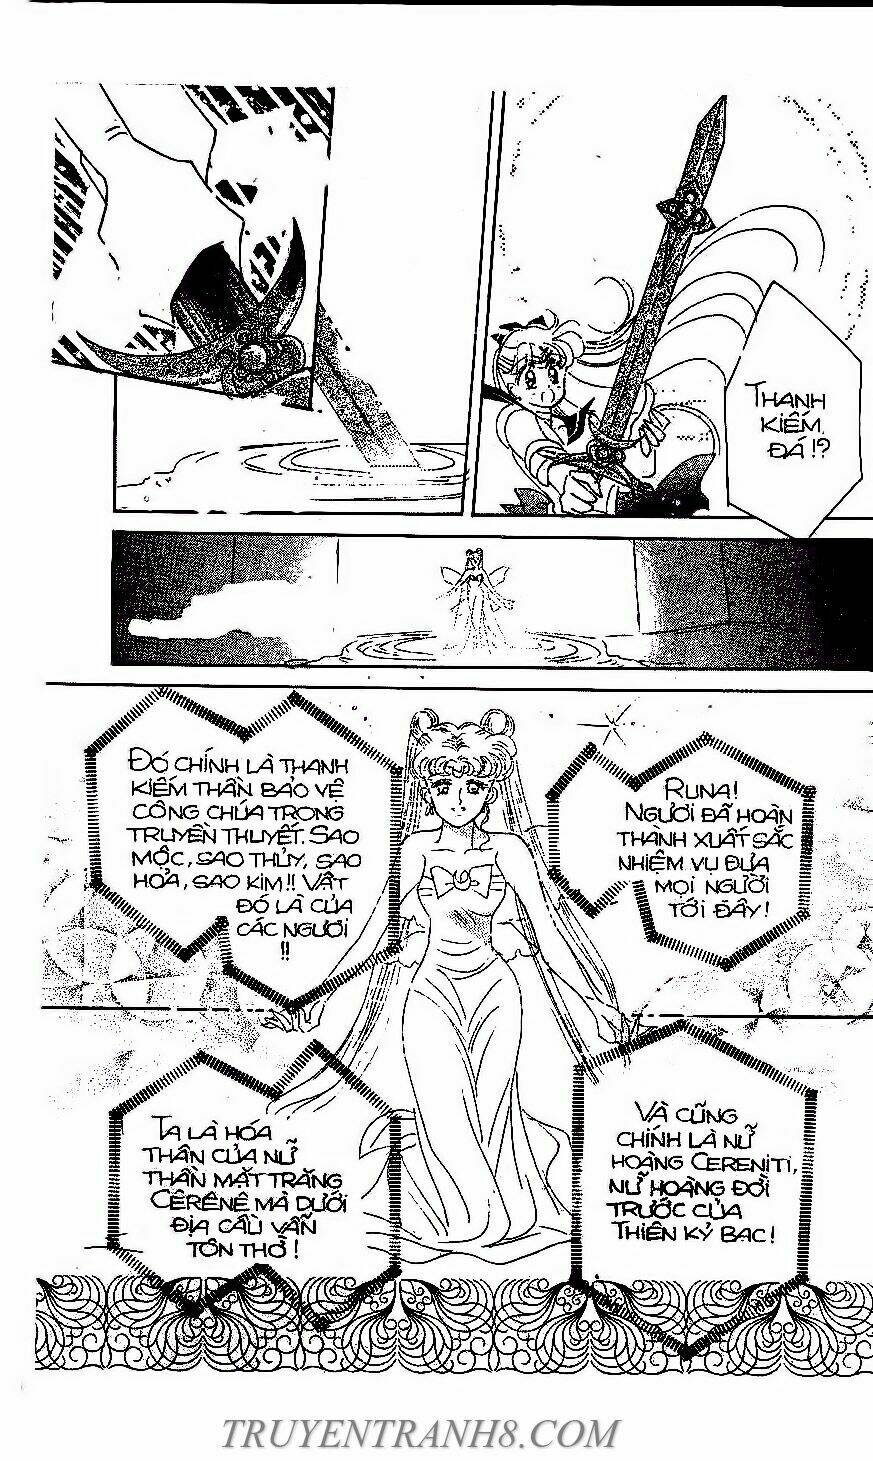 THANH
KIẾM
ĐÁ!?
RUNA!
NGƯƠI ĐÃ HOÀN
THÀNH XUẤT SẮC
NHIỆM VỤ ĐƯA
MỌI NGƯỜI
TỚI ĐÂY!
ĐÓ CHÍNH LÀ THANH
KIẾM THẦN BẢO VỆ
CÔNG CHÚA TRONG
TRUYỀN THUYẾT. SAO
MỘC, SAO THỦY, SAO
HỎA, SAO KIM!! VẬT
ĐÓ LÀ CỦA
CÁC NGƯƠI
!!
TA LÀ HÓA
THÂN CỦA NỮ
THẦN MẶT TRĂNG
CÊRÊNÊ MÀ DƯỚI
ĐỊA CẦU VẪN
TÔN THỜ!
VÀ CŨNG
CHÍNH LÀ NỮ
HOÀNG CERENITI,
NỮ HOÀNG ĐỜI
TRƯỚC CỦA
THIÊN KỶ BẠC!
TRUYENTRANH8.COM